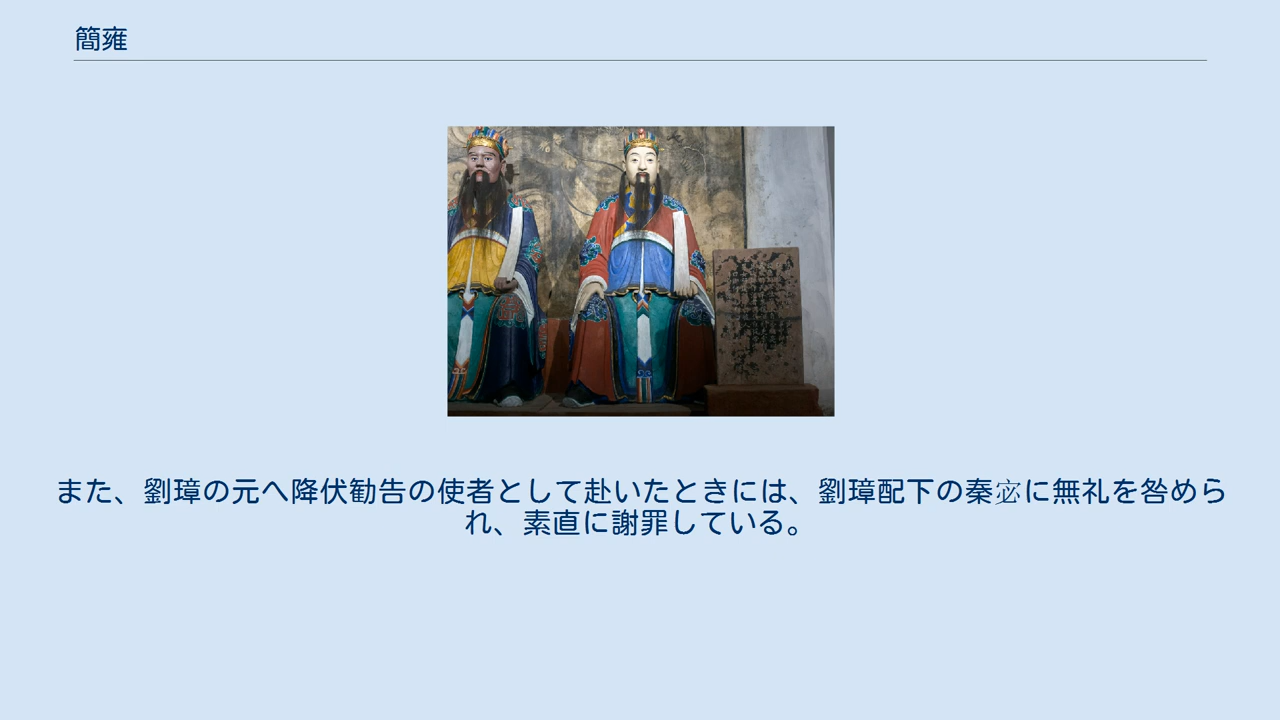 簡雍
また、劉璋の元へ降伏勧告の使者として赴いたときには、劉璋配下の秦宓に無礼を咎めら
れ、素直に謝罪している。